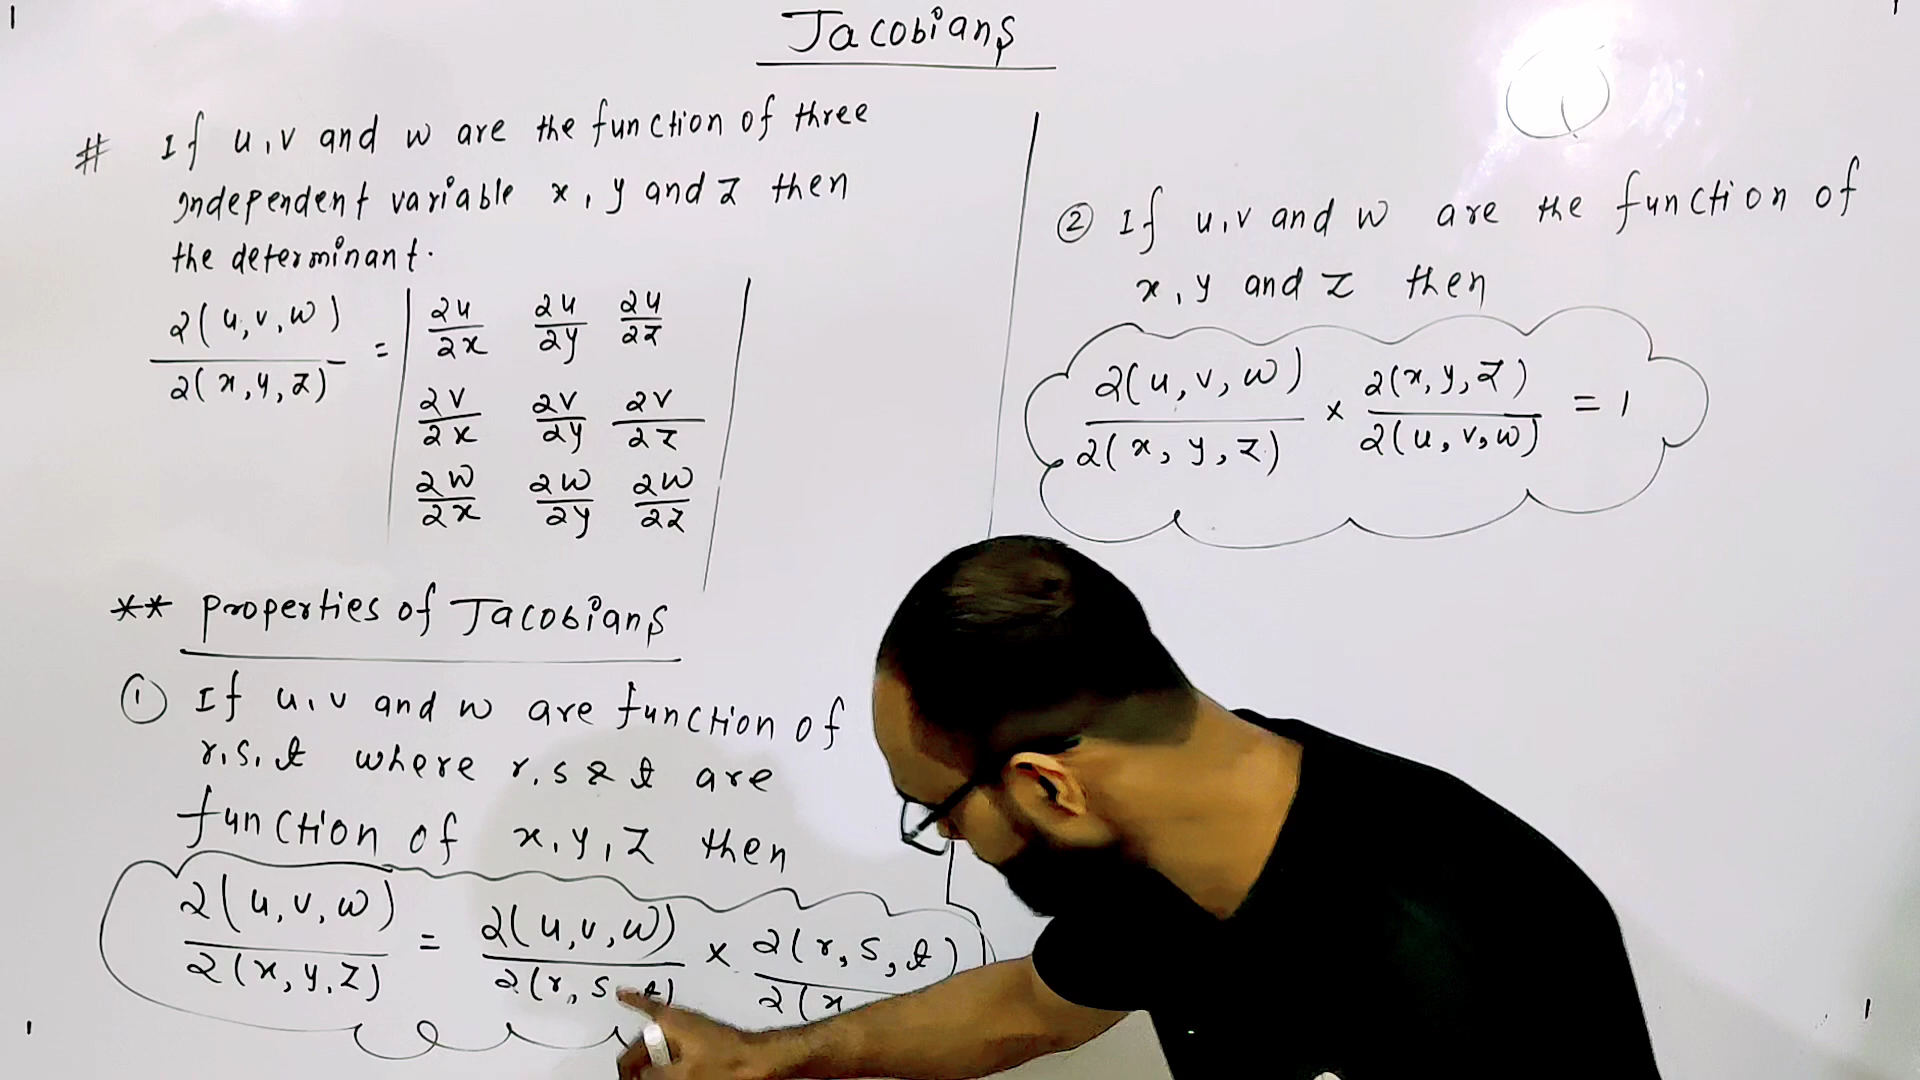 Jacobians
# If u, v and w are the function of three
independent variable x, y and z then
the determinant.
∂(u, v, w) / ∂(x, y, z) = | ∂u/∂x ∂u/∂y ∂u/∂z |
| ∂v/∂x ∂v/∂y ∂v/∂z |
| ∂w/∂x ∂w/∂y ∂w/∂z |
** properties of Jacobians
① If u, v and w are function of
r, s, t where r, s & t are
function of x, y, z then
∂(u, v, w) / ∂(x, y, z) = ∂(u, v, w) / ∂(r, s, t) × ∂(r, s, t) / ∂(x
② If u, v and w are the function of
x, y and z then
∂(u, v, w) / ∂(x, y, z) × ∂(x, y, z) / ∂(u, v, w) = 1